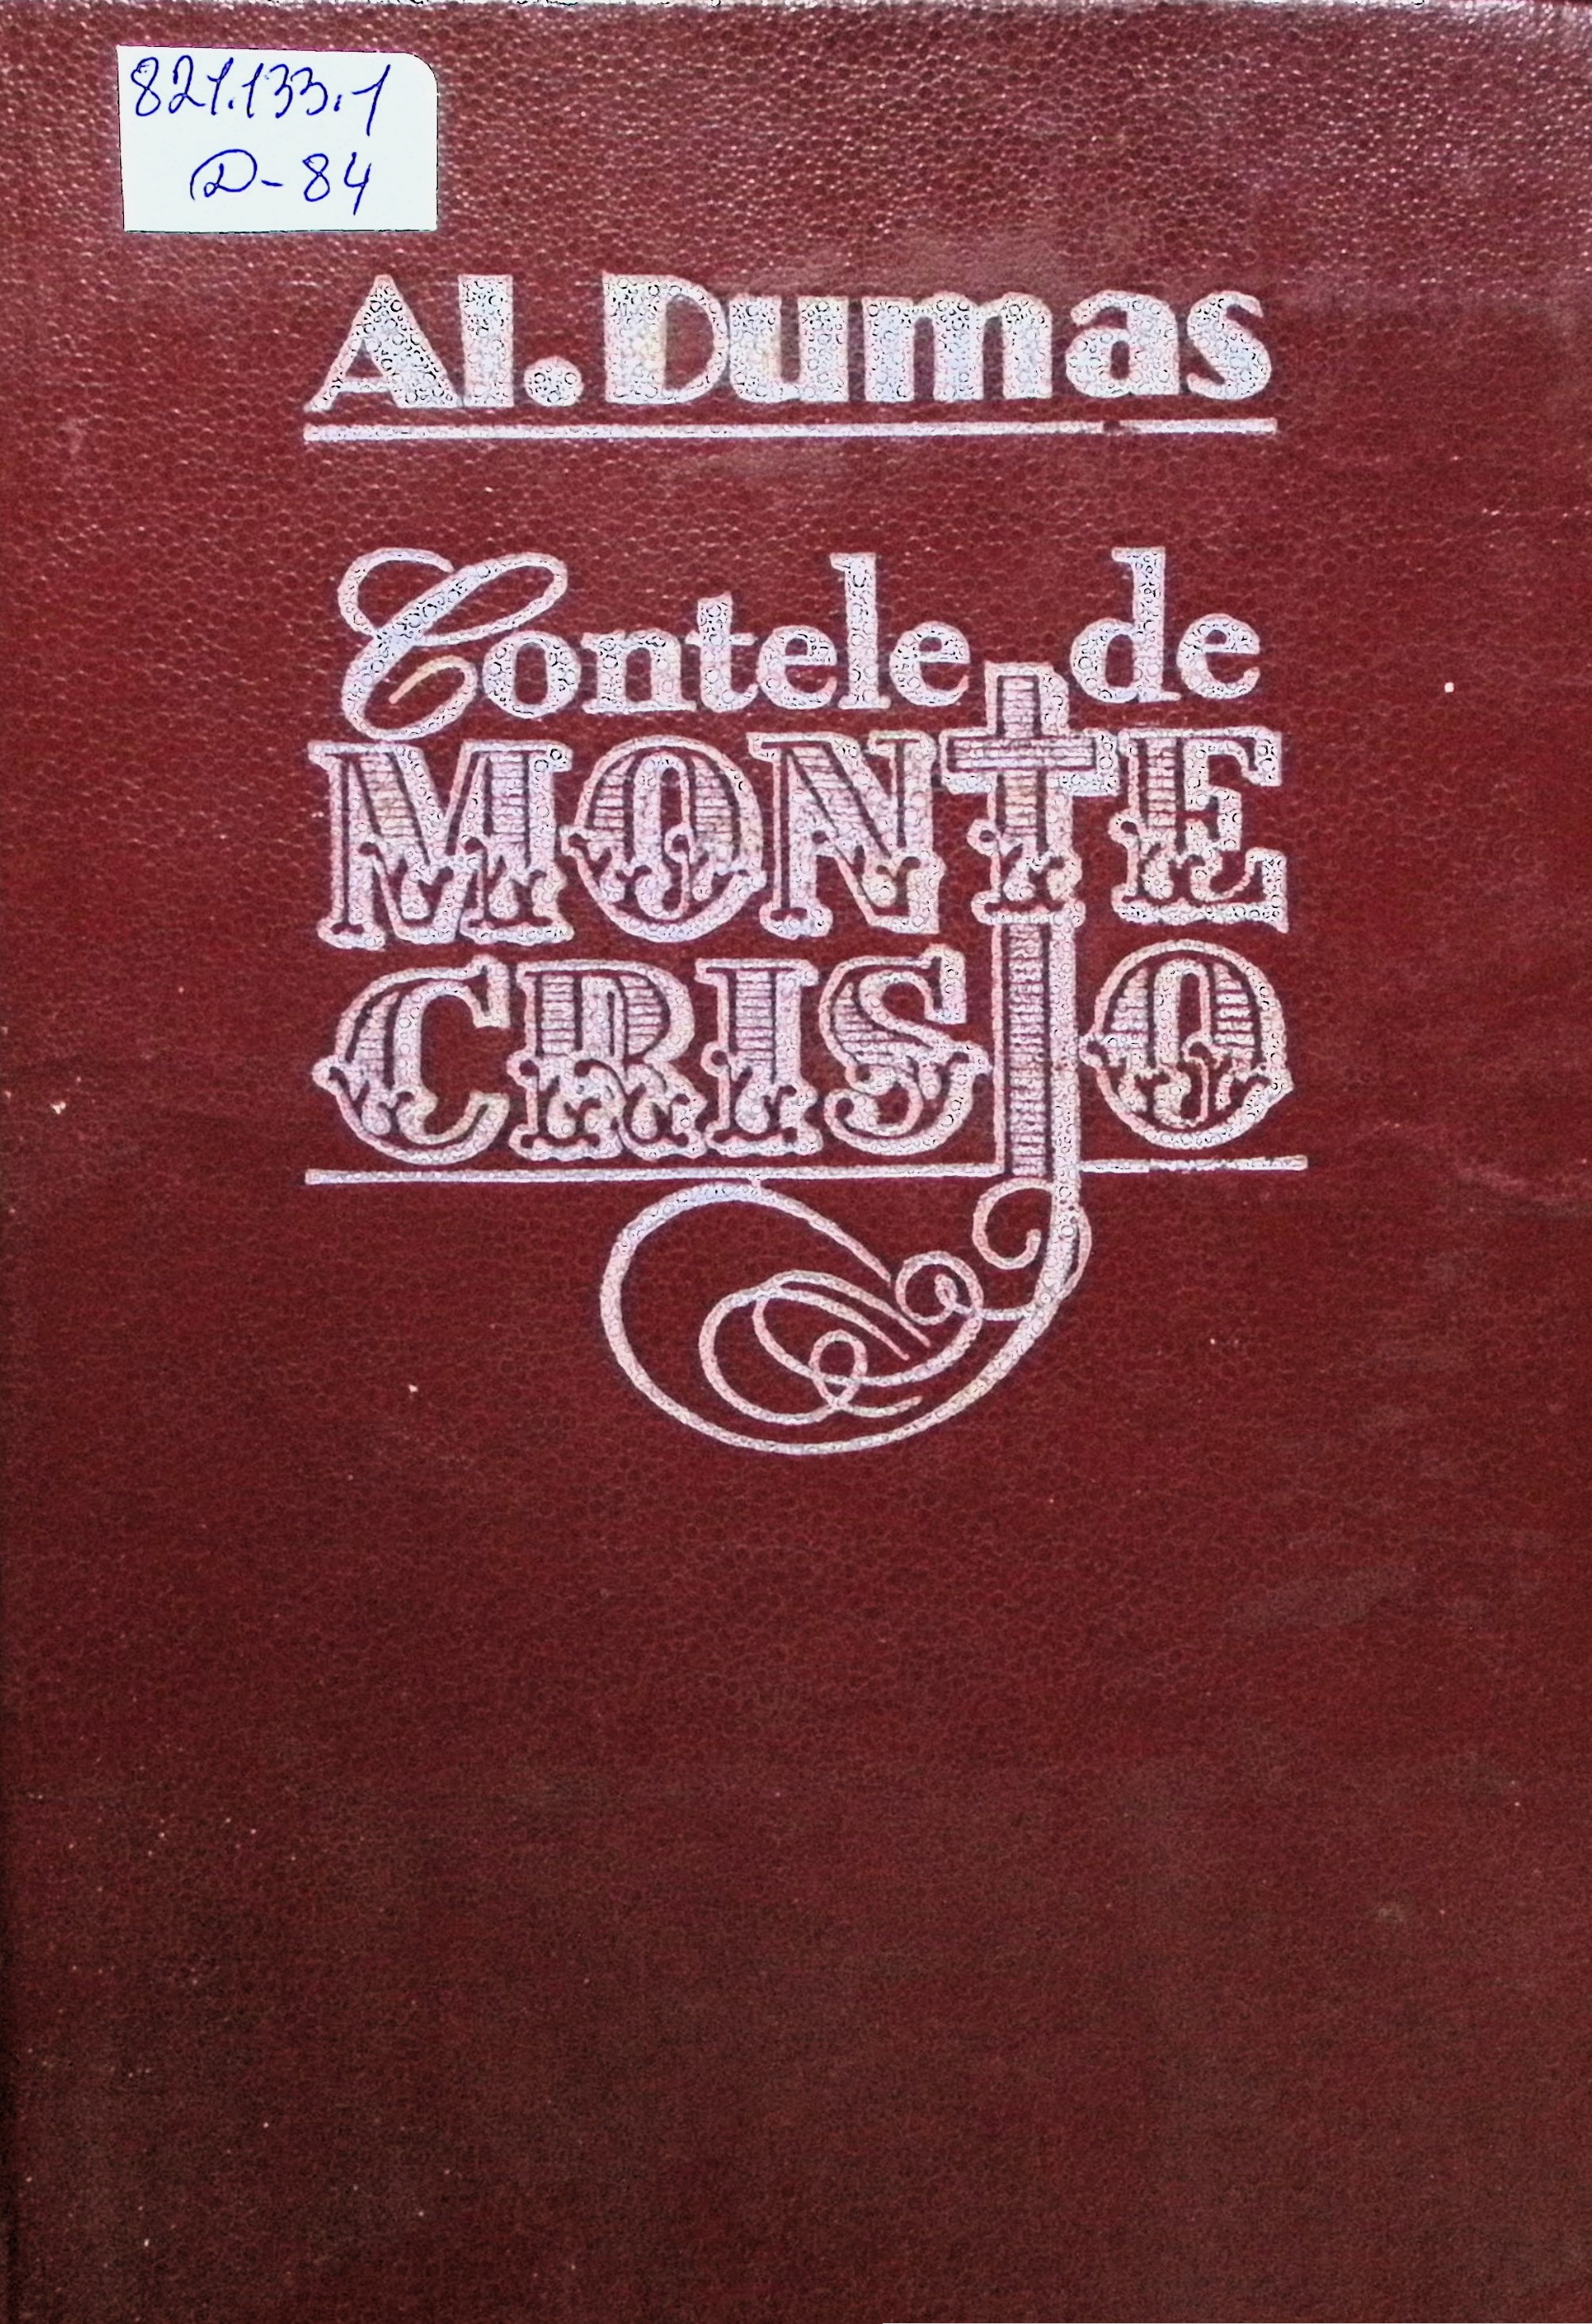 821.133.1
D-84
Al. Dumas
Contele de
MONTE
CRISTO